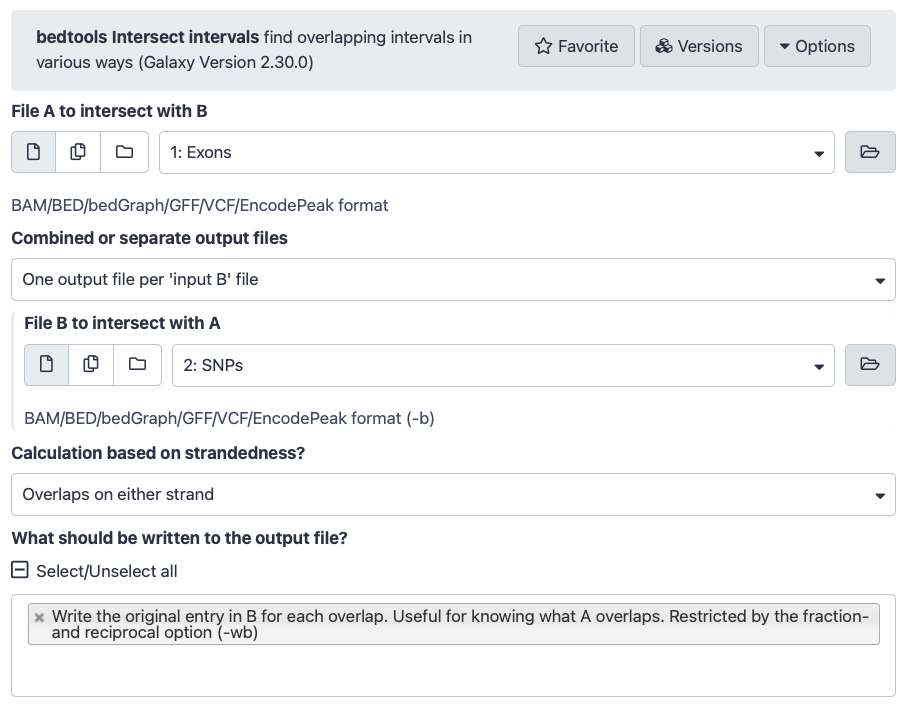 bedtools Intersect intervals find overlapping intervals in
various ways (Galaxy Version 2.30.0)
Favorite
Versions
Options
File A to intersect with B
1: Exons
BAM/BED/bedGraph/GFF/VCF/EncodePeak format
Combined or separate output files
One output file per 'input B' file
File B to intersect with A
2: SNPs
BAM/BED/bedGraph/GFF/VCF/EncodePeak format (-b)
Calculation based on strandedness?
Overlaps on either strand
What should be written to the output file?
Select/Unselect all
Write the original entry in B for each overlap. Useful for knowing what A overlaps. Restricted by the fraction-
and reciprocal option (-wb)